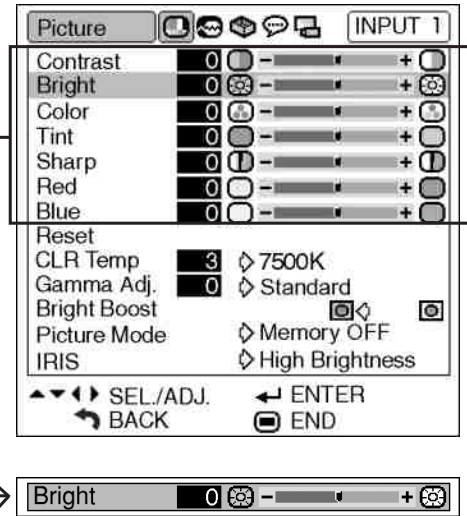 Picture INPUT 1
Contrast 0 - +
Bright 0 - +
Color 0 - +
Tint 0 - +
Sharp 0 - +
Red 0 - +
Blue 0 - +
Reset
CLR Temp 3 7500K
Gamma Adj. 0 Standard
Bright Boost
Picture Mode Memory OFF
IRIS High Brightness
SEL./ADJ. ENTER
BACK END
Bright 0 - +